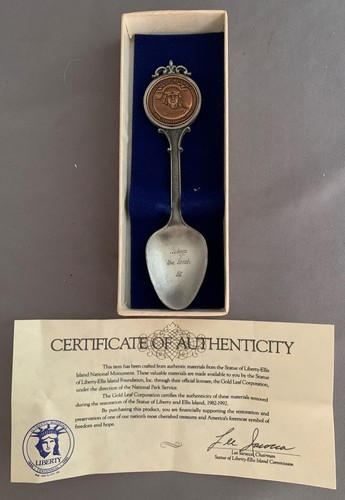 Always
the torch
lit
CERTIFICATE OF AUTHENTICITY
This item has been crafted from authentic materials from the Statue of Liberty-Ellis
Island National Monument. These valuable materials are made available to you by the Statue
of Liberty-Ellis Island Foundation, Inc. through their official licensee, the Gold Leaf Corporation,
under the direction of the National Park Service.
The Gold Leaf Corporation certifies the authenticity of these materials removed
during the restoration of the Statue of Liberty and Ellis Island, 1982-1992.
By purchasing this product, you are financially supporting the restoration and
preservation of one of our nation's most cherished treasures and America's foremost symbol of
freedom and hope.
Lee Iacocca
Lee Iacocca, Chairman
Statue of Liberty-Ellis Island Commission
LIBERTY